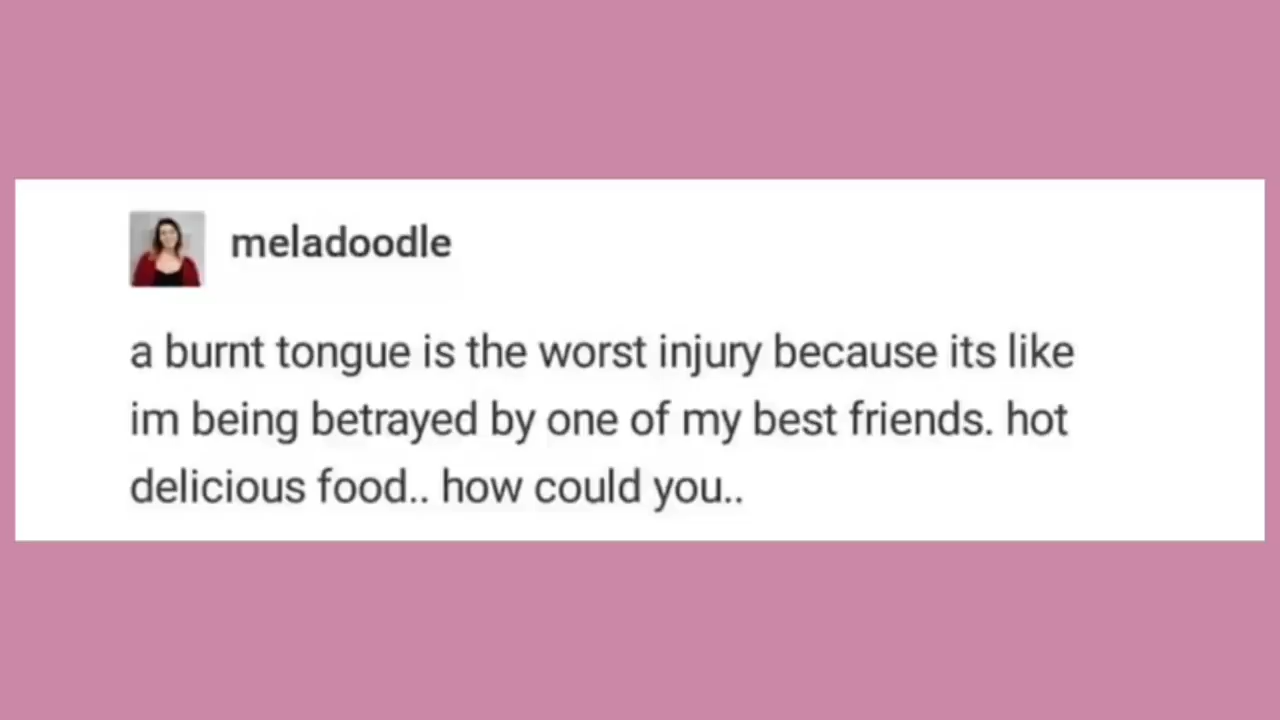 meladoodle
a burnt tongue is the worst injury because its like
im being betrayed by one of my best friends. hot
delicious food.. how could you..